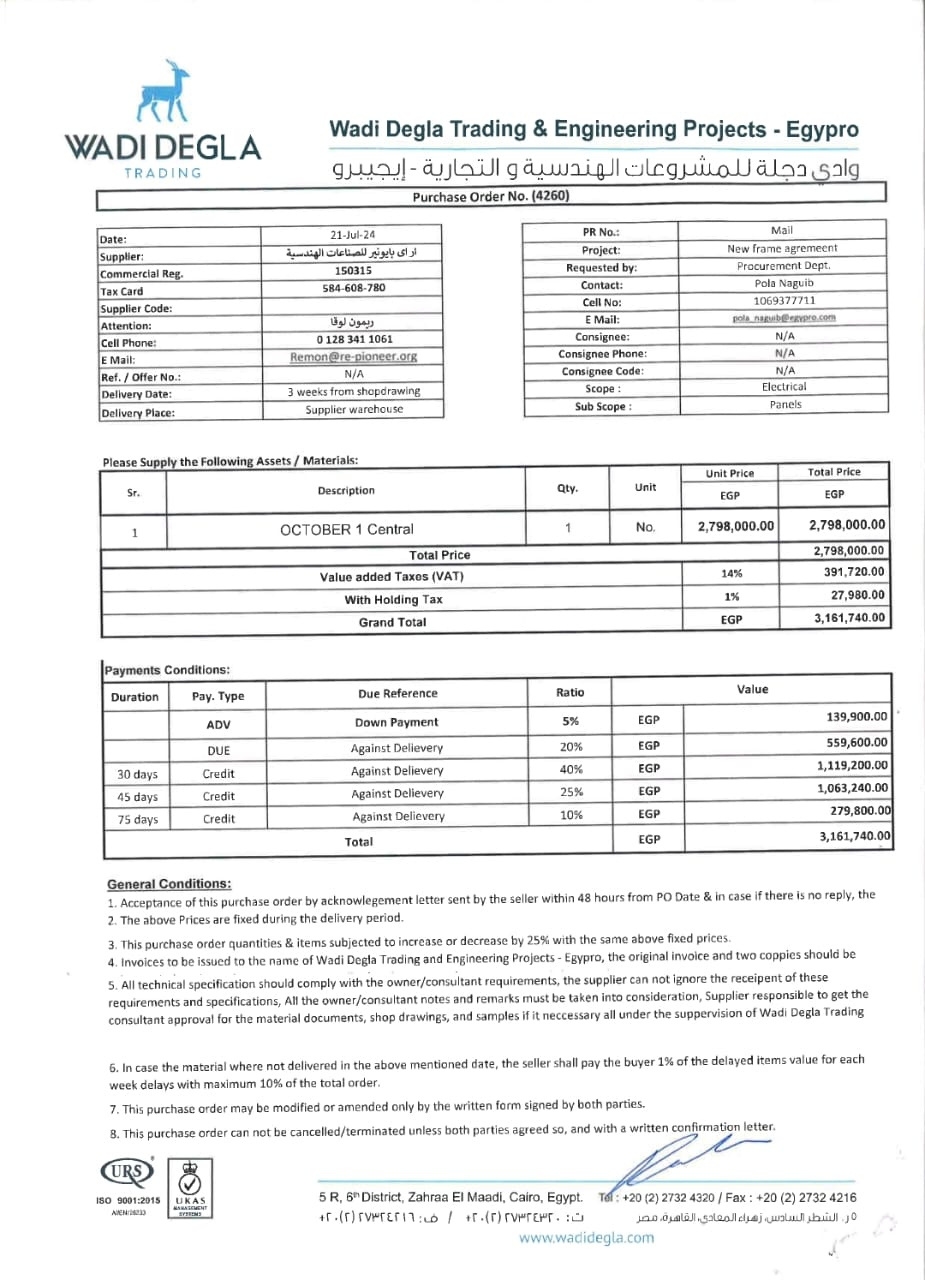 WADI DEGLA
TRADING
Wadi Degla Trading & Engineering Projects - Egypro
وادي دجلة للمشروعات الهندسية و التجارية - إيجيبرو
Purchase Order No. (4260)
Date: 21-Jul-24
Supplier: ار اى بايونير للصناعات الهندسية
Commercial Reg. 150315
Tax Card 584-608-780
Supplier Code:
Attention: ريمون لوقا
Cell Phone: 0 128 341 1061
E Mail: Remon@re-pioneer.org
Ref. / Offer No.: N/A
Delivery Date: 3 weeks from shopdrawing
Delivery Place: Supplier warehouse
PR No.: Mail
Project: New frame agreement
Requested by: Procurement Dept.
Contact: Pola Naguib
Cell No: 1069377711
E Mail: pola_naguib@egypro.com
Consignee: N/A
Consignee Phone: N/A
Consignee Code: N/A
Scope : Electrical
Sub Scope : Panels
Please Supply the Following Assets / Materials:
Sr. Description Qty. Unit Unit Price Total Price
EGP EGP
1 OCTOBER 1 Central 1 No. 2,798,000.00 2,798,000.00
Total Price 2,798,000.00
Value added Taxes (VAT) 14% 391,720.00
With Holding Tax 1% 27,980.00
Grand Total EGP 3,161,740.00
Payments Conditions:
Duration Pay. Type Due Reference Ratio Value
ADV Down Payment 5% EGP 139,900.00
DUE Against Delievery 20% EGP 559,600.00
30 days Credit Against Delievery 40% EGP 1,119,200.00
45 days Credit Against Delievery 25% EGP 1,063,240.00
75 days Credit Against Delievery 10% EGP 279,800.00
Total EGP 3,161,740.00
General Conditions:
1. Acceptance of this purchase order by acknowlegement letter sent by the seller within 48 hours from PO Date & in case if there is no reply, the
2. The above Prices are fixed during the delivery period.
3. This purchase order quantities & items subjected to increase or decrease by 25% with the same above fixed prices.
4. Invoices to be issued to the name of Wadi Degla Trading and Engineering Projects - Egypro, the original invoice and two coppies should be
5. All technical specification should comply with the owner/consultant requirements, the supplier can not ignore the receipent of these
requirements and specifications, All the owner/consultant notes and remarks must be taken into consideration, Supplier responsible to get the
consultant approval for the material documents, shop drawings, and samples if it neccessary all under the suppervision of Wadi Degla Trading
6. In case the material where not delivered in the above mentioned date, the seller shall pay the buyer 1% of the delayed items value for each
week delays with maximum 10% of the total order.
7. This purchase order may be modified or amended only by the written form signed by both parties.
8. This purchase order can not be cancelled/terminated unless both parties agreed so, and with a written confirmation letter.
URS
ISO 9001:2015
UKAS
MANAGEMENT
SYSTEMS
5 R, 6th District, Zahraa El Maadi, Cairo, Egypt. Tel : +20 (2) 2732 4320 / Fax : +20 (2) 2732 4216
٥ ر. الشطر السادس، زهراء المعادي، القاهرة، مصر ت: ٢٧٣٢٤٣٢٠ (٢) ٢٠+ / ف: ٢٧٣٢٤٢١٦ (٢) ٢٠+
www.wadidegla.com